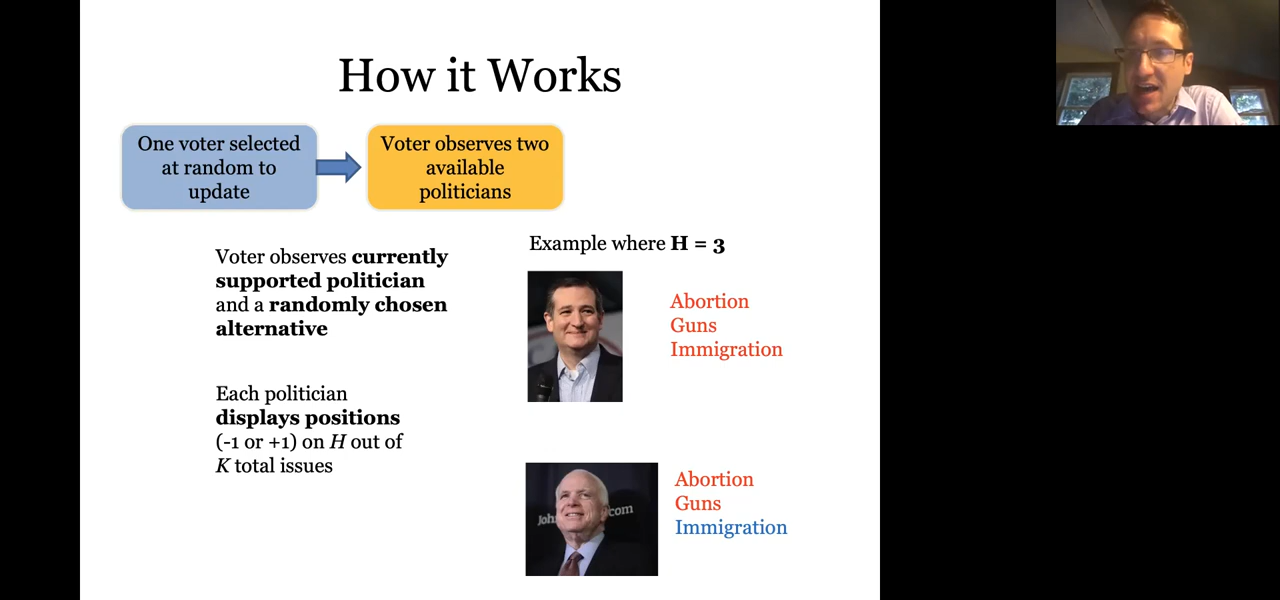 How it Works
One voter selected
at random to
update
Voter observes two
available
politicians
Voter observes currently
supported politician
and a randomly chosen
alternative
Each politician
displays positions
(-1 or +1) on H out of
K total issues
Example where H = 3
Abortion
Guns
Immigration
John
com
Abortion
Guns
Immigration